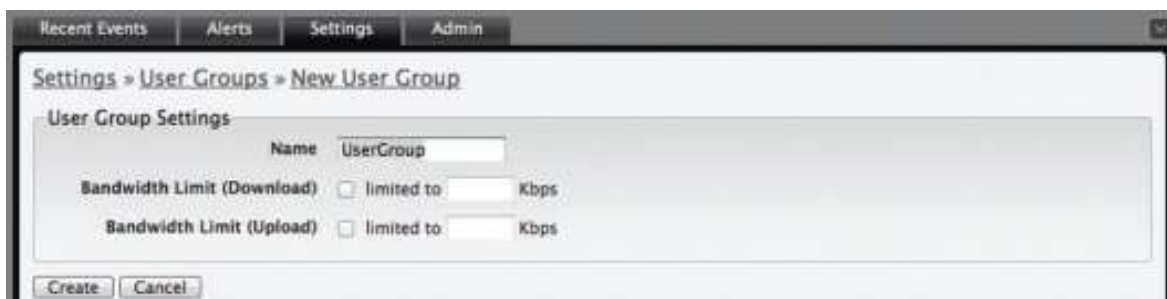 Recent Events Alerts Settings Admin
Settings » User Groups » New User Group
User Group Settings
Name UserGroup
Bandwidth Limit (Download) limited to Kbps
Bandwidth Limit (Upload) limited to Kbps
Create Cancel